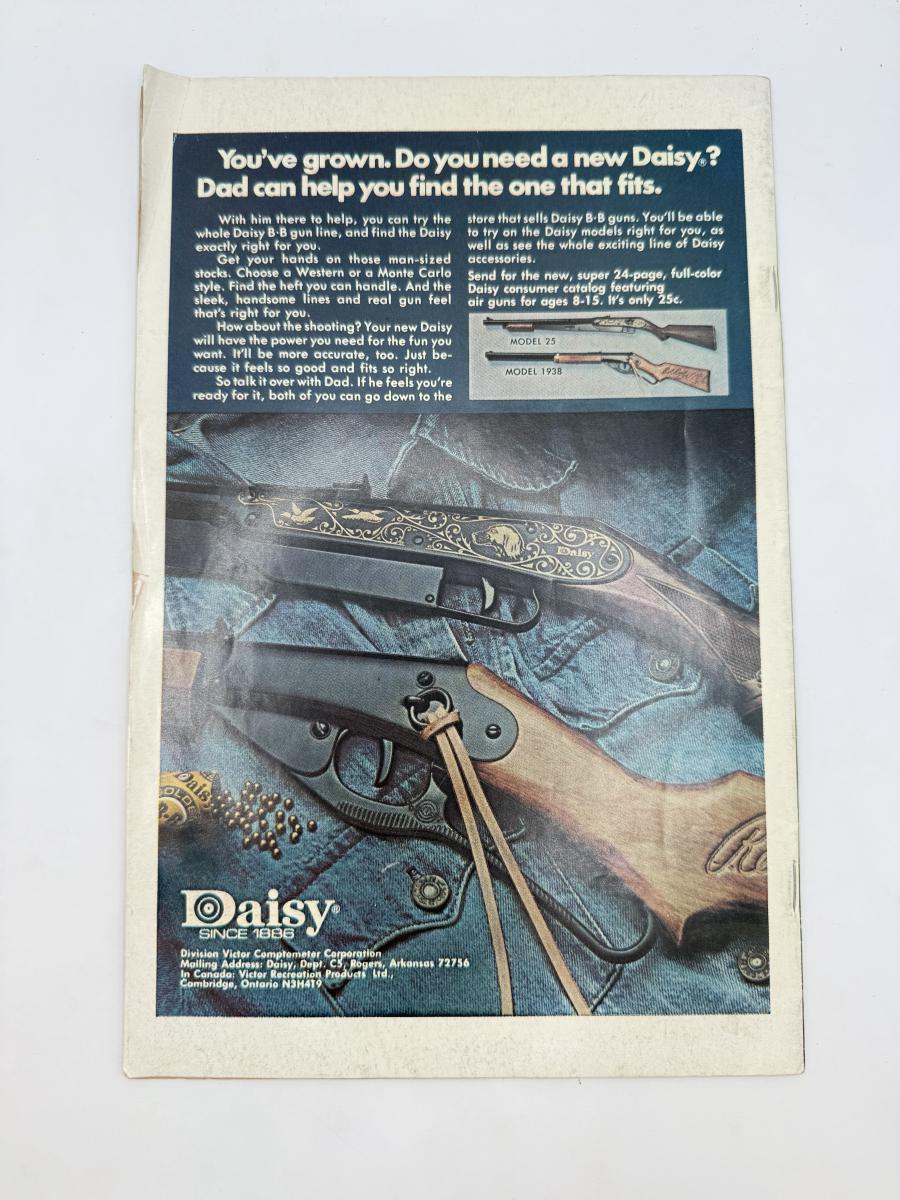 You've grown. Do you need a new Daisy®?
Dad can help you find the one that fits.
With him there to help, you can try the
whole Daisy B·B gun line, and find the Daisy
exactly right for you.
Get your hands on those man-sized
stocks. Choose a Western or a Monte Carlo
style. Find the heft you can handle. And the
sleek, handsome lines and real gun feel
that's right for you.
How about the shooting? Your new Daisy
will have the power you need for the fun you
want. It'll be more accurate, too. Just be-
cause it feels so good and fits so right.
So talk it over with Dad. If he feels you're
ready for it, both of you can go down to the
store that sells Daisy B·B guns. You'll be able
to try on the Daisy models right for you, as
well as see the whole exciting line of Daisy
accessories.
Send for the new, super 24-page, full-color
Daisy consumer catalog featuring
air guns for ages 8-15. It's only 25c.
MODEL 25
MODEL 1938
Daisy
Dais
GOLDE
Daisy®
SINCE 1886
Division Victor Comptometer Corporation
Mailing Address: Daisy, Dept. C5, Rogers, Arkansas 72756
In Canada: Victor Recreation Products Ltd.,
Cambridge, Ontario N3H4T9